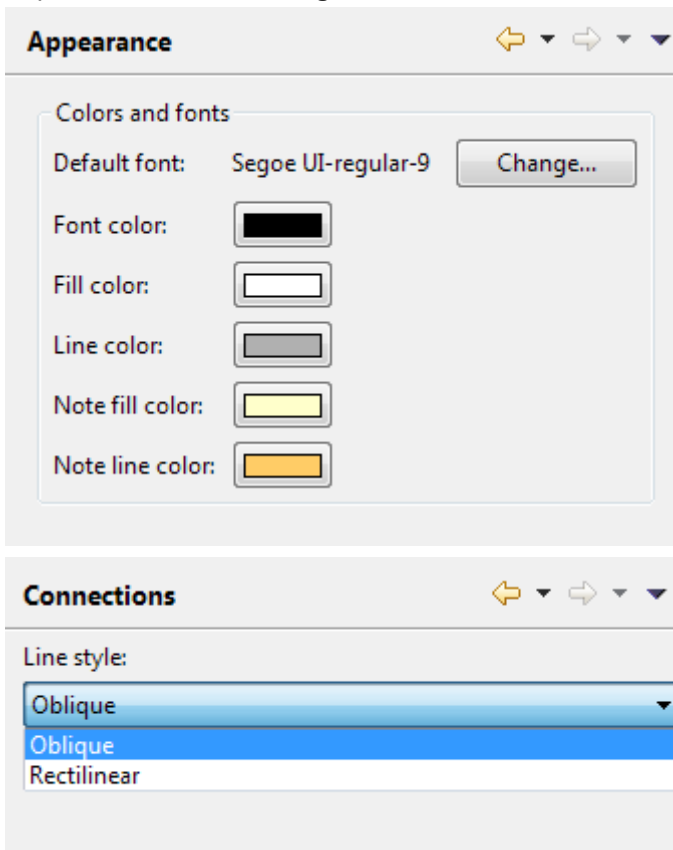 Appearance
Colors and fonts
Default font: Segoe UI-regular-9 Change...
Font color:
Fill color:
Line color:
Note fill color:
Note line color:
Connections
Line style:
Oblique
Oblique
Rectilinear